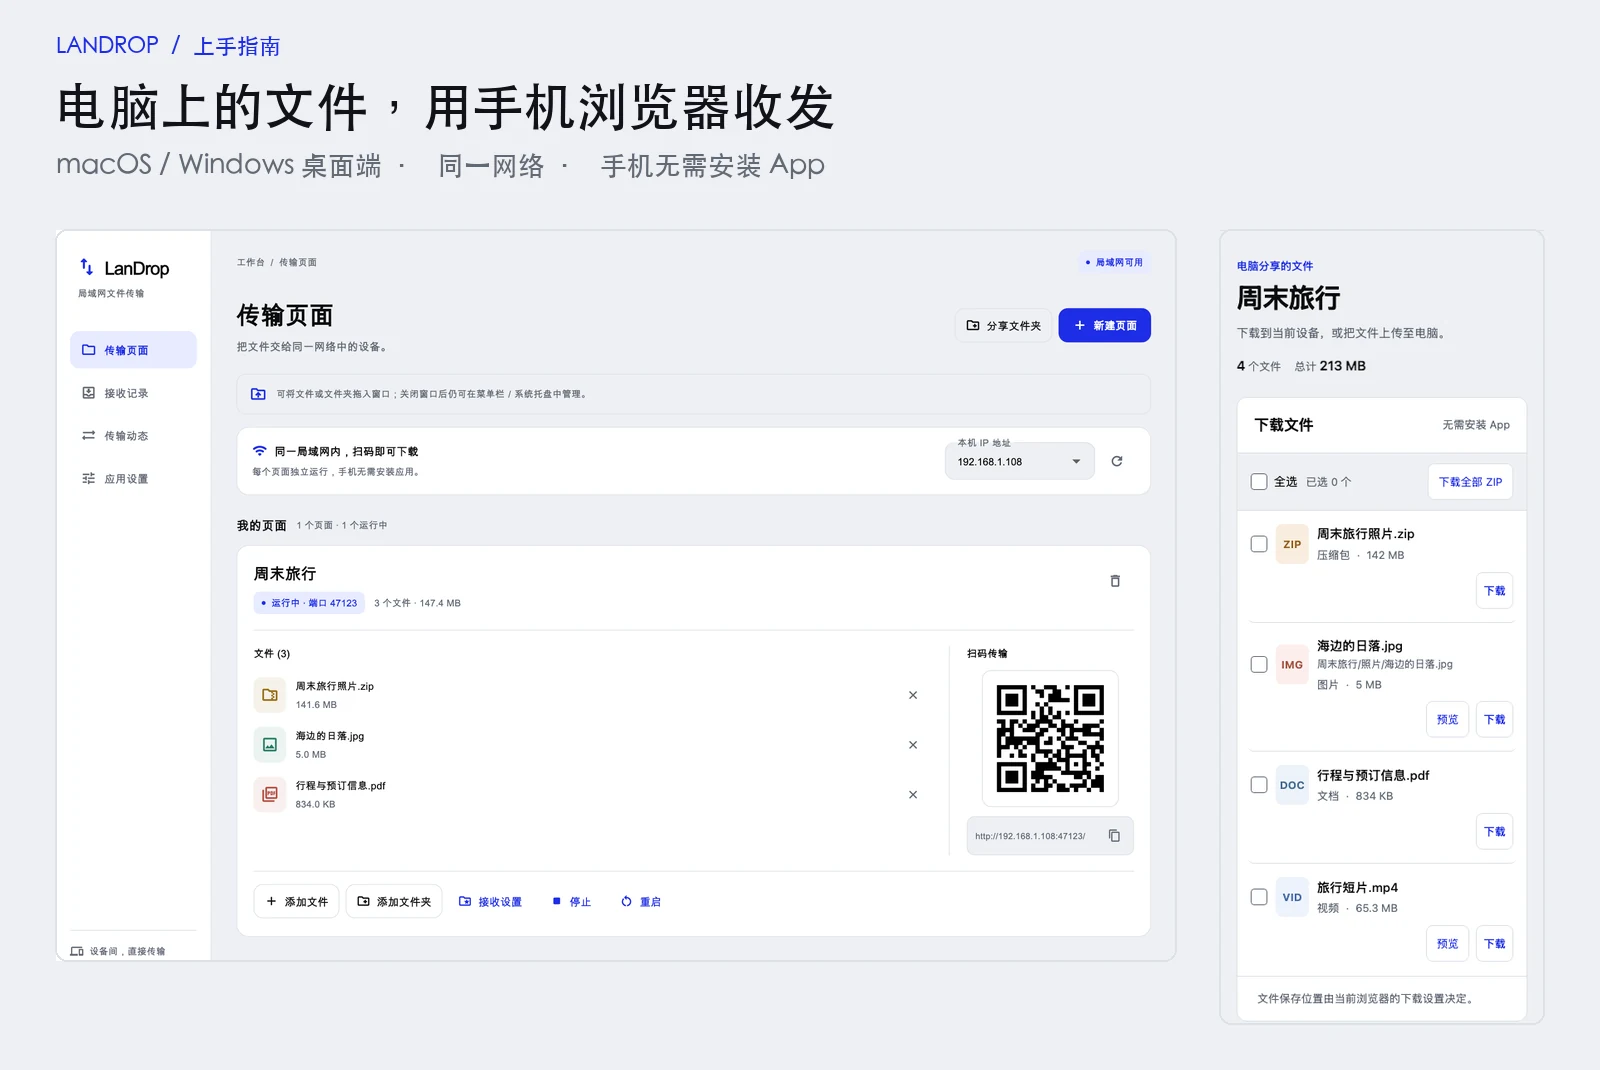 LANDROP / 上手指南
电脑上的文件，用手机浏览器收发
macOS / Windows 桌面端 · 同一网络 · 手机无需安装 App
LanDrop
局域网文件传输
传输页面
接收记录
传输动态
应用设置
设备间，直接传输
工作台 / 传输页面
局域网可用
传输页面
把文件交给同一网络中的设备。
分享文件夹
新建页面
可将文件或文件夹拖入窗口；关闭窗口后仍可在菜单栏 / 系统托盘中管理。
同一局域网内，扫码即可下载
每个页面独立运行，手机无需安装应用。
本机 IP 地址
192.168.1.108
我的页面 1 个页面 · 1 个运行中
周末旅行
运行中 · 端口 47123 3 个文件 · 147.4 MB
文件 (3)
周末旅行照片.zip
141.6 MB
海边的日落.jpg
5.0 MB
行程与预订信息.pdf
834.0 KB
扫码传输
http://192.168.1.108:47123/
添加文件
添加文件夹
接收设置
停止
重启
电脑分享的文件
周末旅行
下载到当前设备，或把文件上传至电脑。
4 个文件 总计 213 MB
下载文件
无需安装 App
全选 已选 0 个
下载全部 ZIP
ZIP
周末旅行照片.zip
压缩包 · 142 MB
下载
IMG
海边的日落.jpg
周末旅行/照片/海边的日落.jpg
图片 · 5 MB
预览
下载
DOC
行程与预订信息.pdf
文档 · 834 KB
下载
VID
旅行短片.mp4
视频 · 65.3 MB
预览
下载
文件保存位置由当前浏览器的下载设置决定。